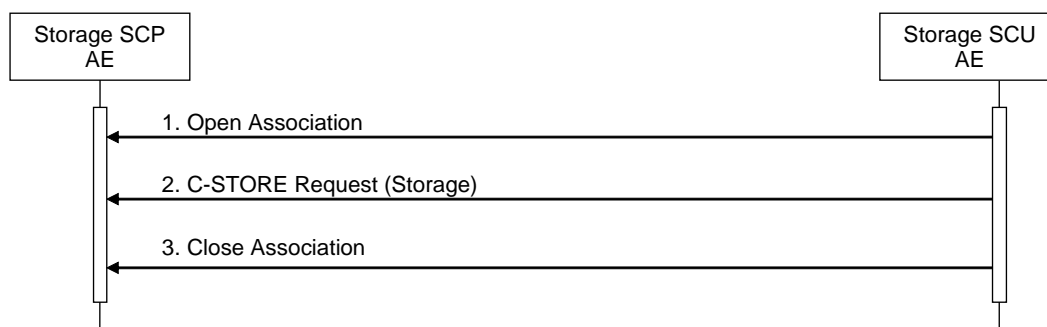 Storage SCP
AE
Storage SCU
AE
1. Open Association
2. C-STORE Request (Storage)
3. Close Association